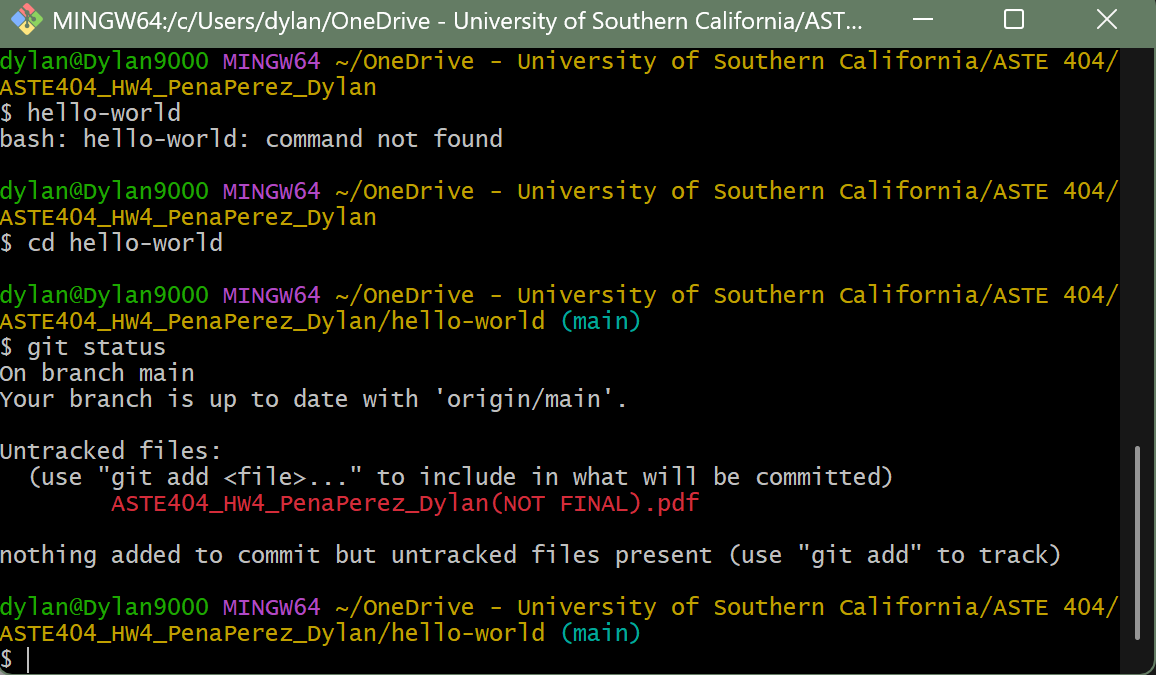 MINGW64:/c/Users/dylan/OneDrive - University of Southern California/AST...
dylan@Dylan9000 MINGW64 ~/OneDrive - University of Southern California/ASTE 404/
ASTE404_HW4_PenaPerez_Dylan
$ hello-world
bash: hello-world: command not found
dylan@Dylan9000 MINGW64 ~/OneDrive - University of Southern California/ASTE 404/
ASTE404_HW4_PenaPerez_Dylan
$ cd hello-world
dylan@Dylan9000 MINGW64 ~/OneDrive - University of Southern California/ASTE 404/
ASTE404_HW4_PenaPerez_Dylan/hello-world (main)
$ git status
On branch main
Your branch is up to date with 'origin/main'.
Untracked files:
  (use "git add <file>..." to include in what will be committed)
        ASTE404_HW4_PenaPerez_Dylan(NOT FINAL).pdf
nothing added to commit but untracked files present (use "git add" to track)
dylan@Dylan9000 MINGW64 ~/OneDrive - University of Southern California/ASTE 404/
ASTE404_HW4_PenaPerez_Dylan/hello-world (main)
$